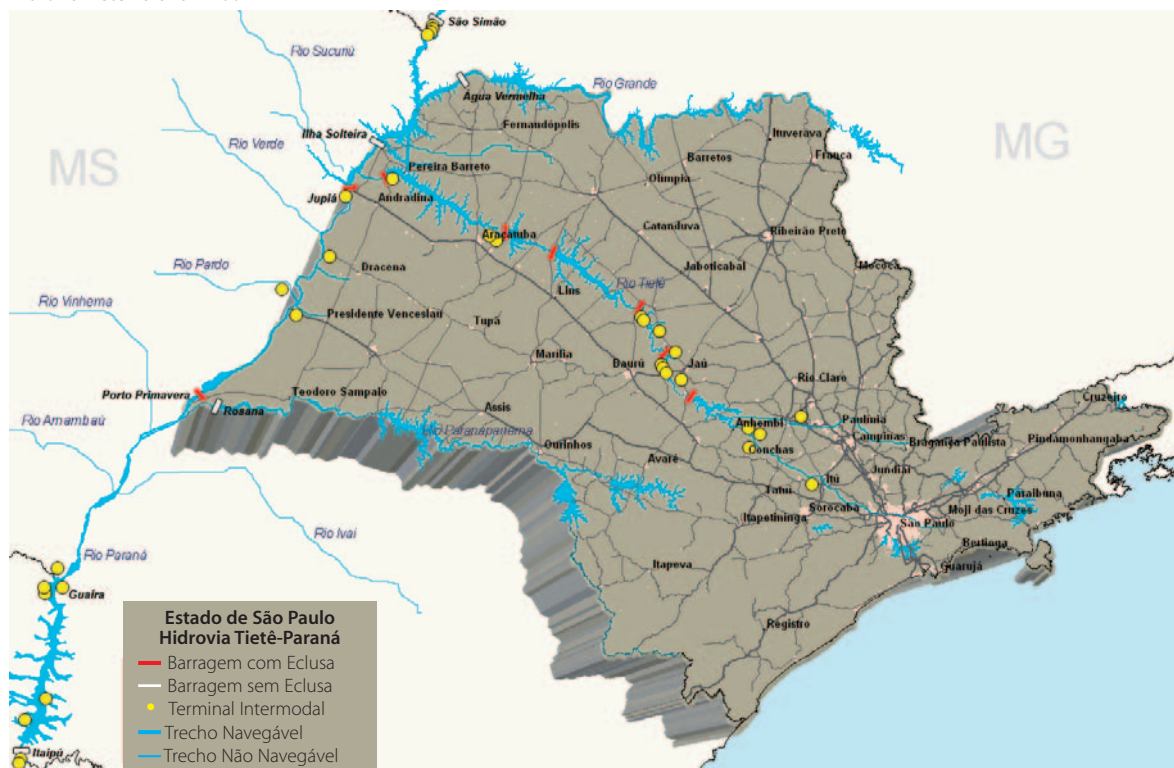 São Simão
Rio Sucuriú
Rio Grande
Água Vermelha
Ilha Solteira
Fernandópolis
Ituverava
Rio Verde
MS
MG
Pereira Barreto
Barretos
Franca
Olímpia
Jupiá
Andradina
Araçatuba
Catanduva
Ribeirão Preto
Rio Pardo
Dracena
Jaboticabal
Mococa
Rio Tietê
Lins
Rio Vinhema
Presidente Venceslau
Tupã
Marília
Daurú
Jaú
Rio Claro
Porto Primavera
Teodoro Sampalo
Rosana
Assis
Cruzeiro
Rio Amambaú
Rio Paranapanema
Anhembi
Paulínia
Campinas
Bragança Paulista
Pindamonhangaba
Ourinhos
Conchas
Avaré
Jundiaí
Itú
Tatuí
Paraibuna
Sorocaba
Moji das Cruzes
Itapetininga
São Paulo
Rio Ivaí
Bertioga
Rio Paraná
Itapeva
Guarujá
Guaíra
Registro
Estado de São Paulo
Hidrovia Tietê-Paraná
Barragem com Eclusa
Barragem sem Eclusa
Terminal Intermodal
Trecho Navegável
Trecho Não Navegável
Itaipú